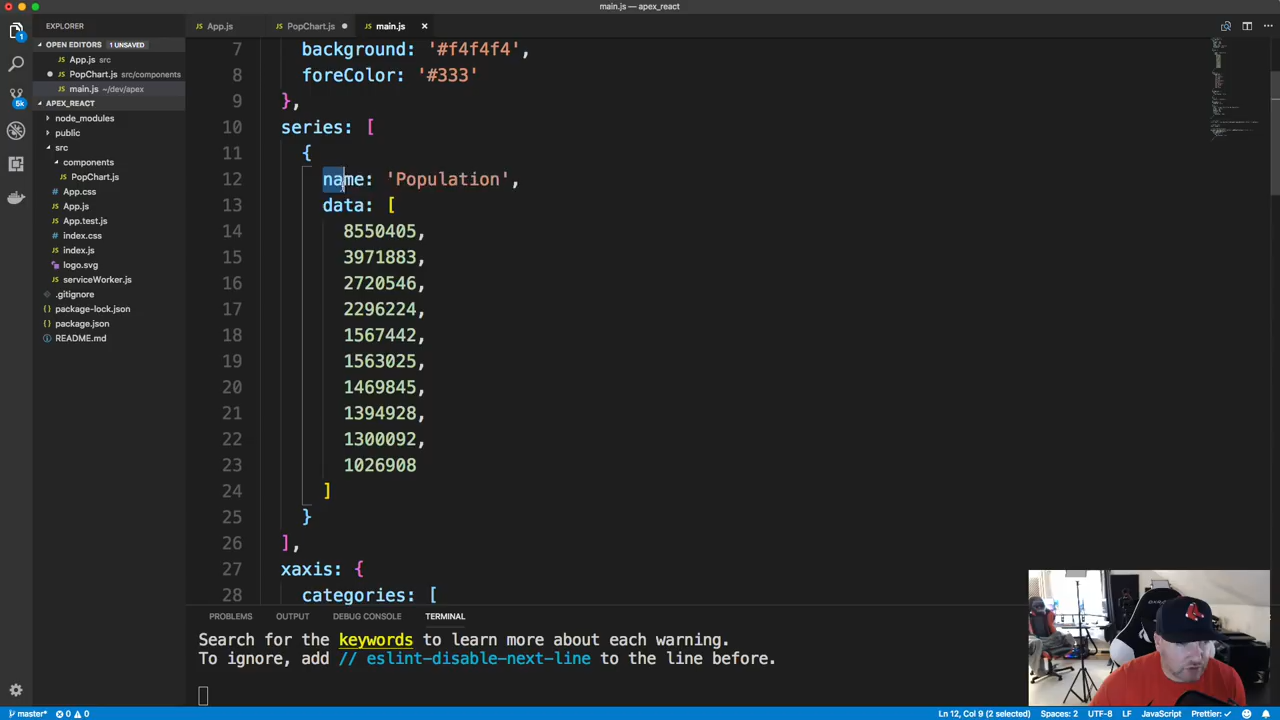 main.js — apex_react
EXPLORER
App.js
PopChart.js
main.js
OPEN EDITORS 1 UNSAVED
App.js src
PopChart.js src/components
main.js ~/dev/apex
APEX_REACT
node_modules
public
src
components
PopChart.js
App.css
App.js
App.test.js
index.css
index.js
logo.svg
serviceWorker.js
.gitignore
package-lock.json
package.json
README.md
1
5k
7 background: '#f4f4f4',
8 foreColor: '#333'
9 },
10 series: [
11 {
12 name: 'Population',
13 data: [
14 8550405,
15 3971883,
16 2720546,
17 2296224,
18 1567442,
19 1563025,
20 1469845,
21 1394928,
22 1300092,
23 1026908
24 ]
25 }
26 ],
27 xaxis: {
28 categories: [
PROBLEMS OUTPUT DEBUG CONSOLE TERMINAL
Search for the keywords to learn more about each warning.
To ignore, add // eslint-disable-next-line to the line before.
master* 0 0
Ln 12, Col 9 (2 selected) Spaces: 2 UTF-8 LF JavaScript Prettier: ✓